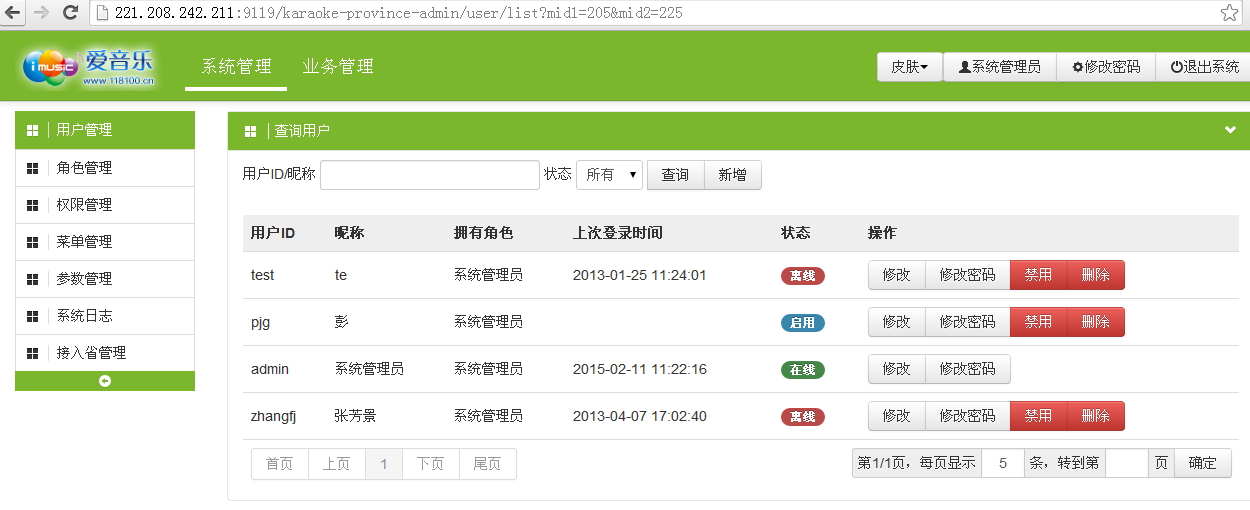 221.208.242.211:9119/karaoke-province-admin/user/list?mid1=205&mid2=225
imusic 爱音乐 www.118100.cn
系统管理 业务管理
皮肤 系统管理员 修改密码 退出系统
用户管理
角色管理
权限管理
菜单管理
参数管理
系统日志
接入省管理
查询用户
用户ID/昵称 状态 所有 查询 新增
用户ID 昵称 拥有角色 上次登录时间 状态 操作
test te 系统管理员 2013-01-25 11:24:01 离线 修改 修改密码 禁用 删除
pjg 彭 系统管理员 启用 修改 修改密码 禁用 删除
admin 系统管理员 系统管理员 2015-02-11 11:22:16 在线 修改 修改密码
zhangfj 张芳景 系统管理员 2013-04-07 17:02:40 离线 修改 修改密码 禁用 删除
首页 上页 1 下页 尾页 第1/1页，每页显示 5 条，转到第 页 确定